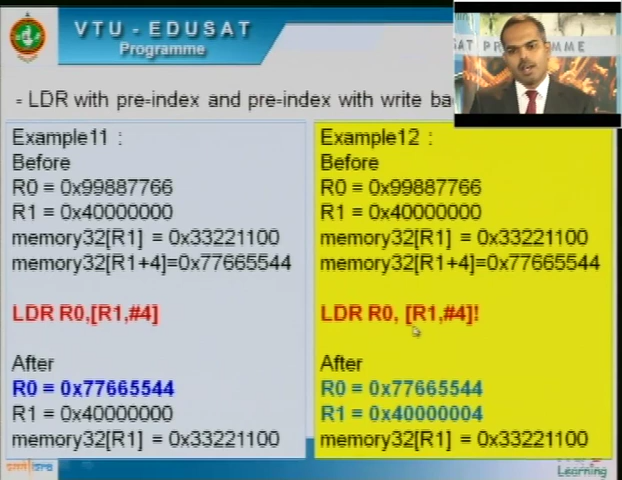 VTU - EDUSAT
Programme
SAT PROGRAMME
- LDR with pre-index and pre-index with write ba
Example11 :
Before
R0 = 0x99887766
R1 = 0x40000000
memory32[R1] = 0x33221100
memory32[R1+4]=0x77665544
LDR R0,[R1,#4]
After
R0 = 0x77665544
R1 = 0x40000000
memory32[R1] = 0x33221100
Example12 :
Before
R0 = 0x99887766
R1 = 0x40000000
memory32[R1] = 0x33221100
memory32[R1+4]=0x77665544
LDR R0, [R1,#4]!
After
R0 = 0x77665544
R1 = 0x40000004
memory32[R1] = 0x33221100
Learning